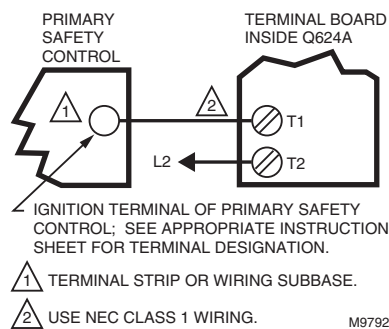 PRIMARY
SAFETY
CONTROL
TERMINAL BOARD
INSIDE Q624A
1
2
T1
L2
T2
IGNITION TERMINAL OF PRIMARY SAFETY
CONTROL; SEE APPROPRIATE INSTRUCTION
SHEET FOR TERMINAL DESIGNATION.
1 TERMINAL STRIP OR WIRING SUBBASE.
2 USE NEC CLASS 1 WIRING.
M9792